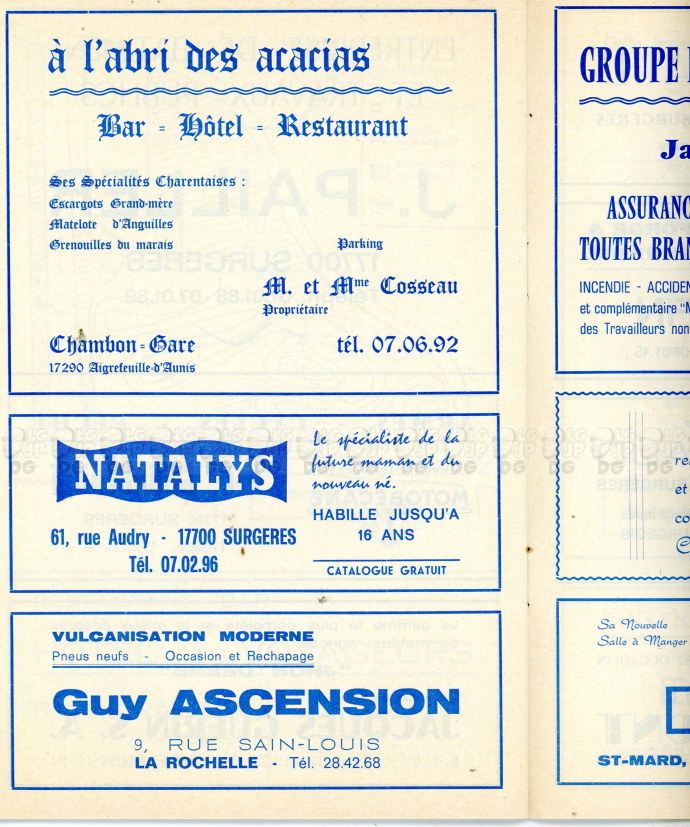 à l'abri des acacias
Bar = Hôtel = Restaurant
Ses Spécialités Charentaises :
Escargots Grand-mère
Matelote d'Anguilles
Grenouilles du marais
Parking
M. et Mme Cosseau
Propriétaire
Chambon=Gare
tél. 07.06.92
17290 Aigrefeuille-d'Aunis
NATALYS
Le spécialiste de la
future maman et du
nouveau né.
HABILLE JUSQU'A
16 ANS
61, rue Audry - 17700 SURGERES
Tél. 07.02.96
CATALOGUE GRATUIT
VULCANISATION MODERNE
Pneus neufs - Occasion et Rechapage
Guy ASCENSION
9, RUE SAIN-LOUIS
LA ROCHELLE - Tél. 28.42.68
GROUPE
Ja
ASSURANC
TOUTES BRAN
INCENDIE - ACCIDEN
et complémentaire "M
des Travailleurs non
re
et
co
Sa Nouvelle
Salle à Manger
ST-MARD,